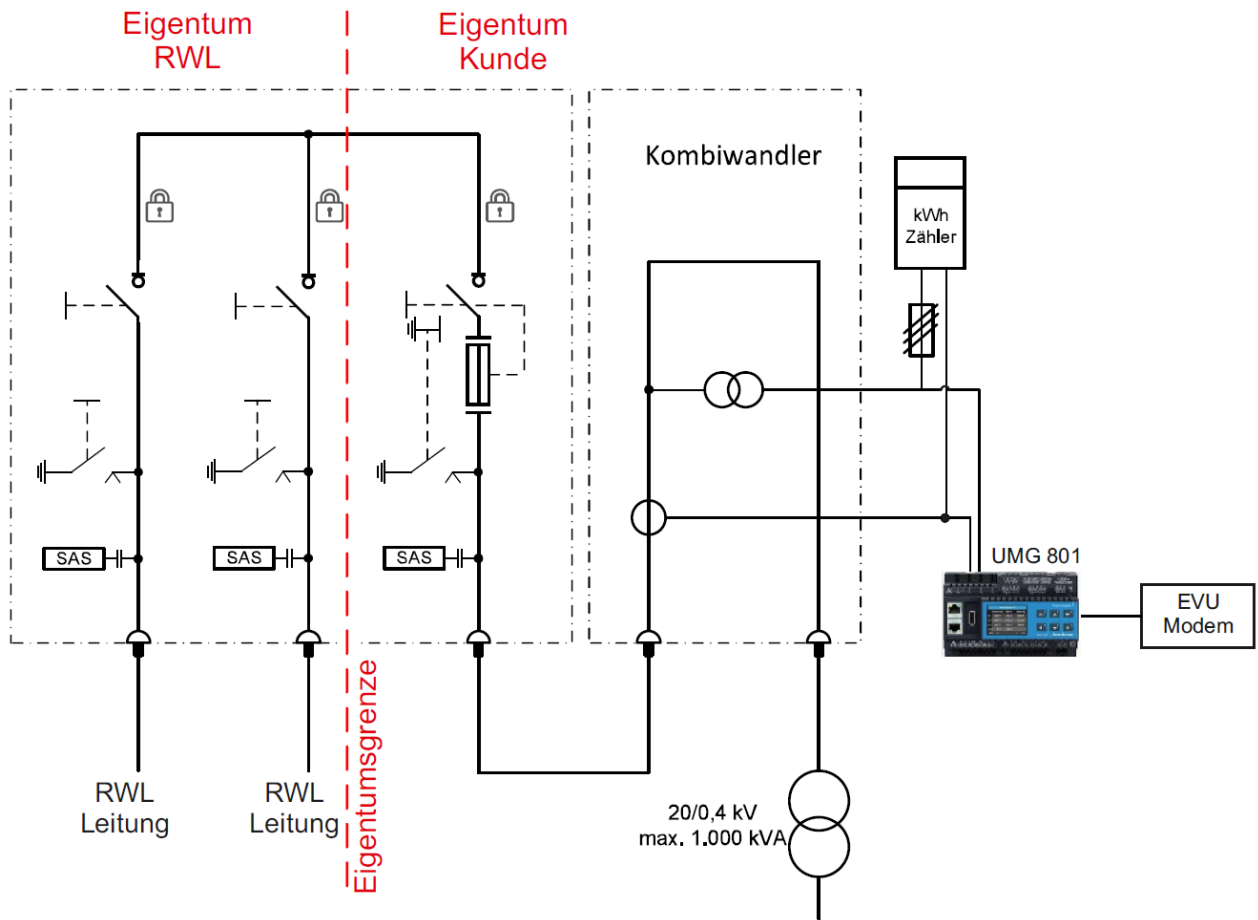 Eigentum
RWL
Eigentum
Kunde
Kombiwandler
kWh
Zähler
SAS
SAS
SAS
UMG 801
EVU
Modem
RWL
Leitung
RWL
Leitung
Eigentumsgrenze
20/0,4 kV
max. 1.000 kVA